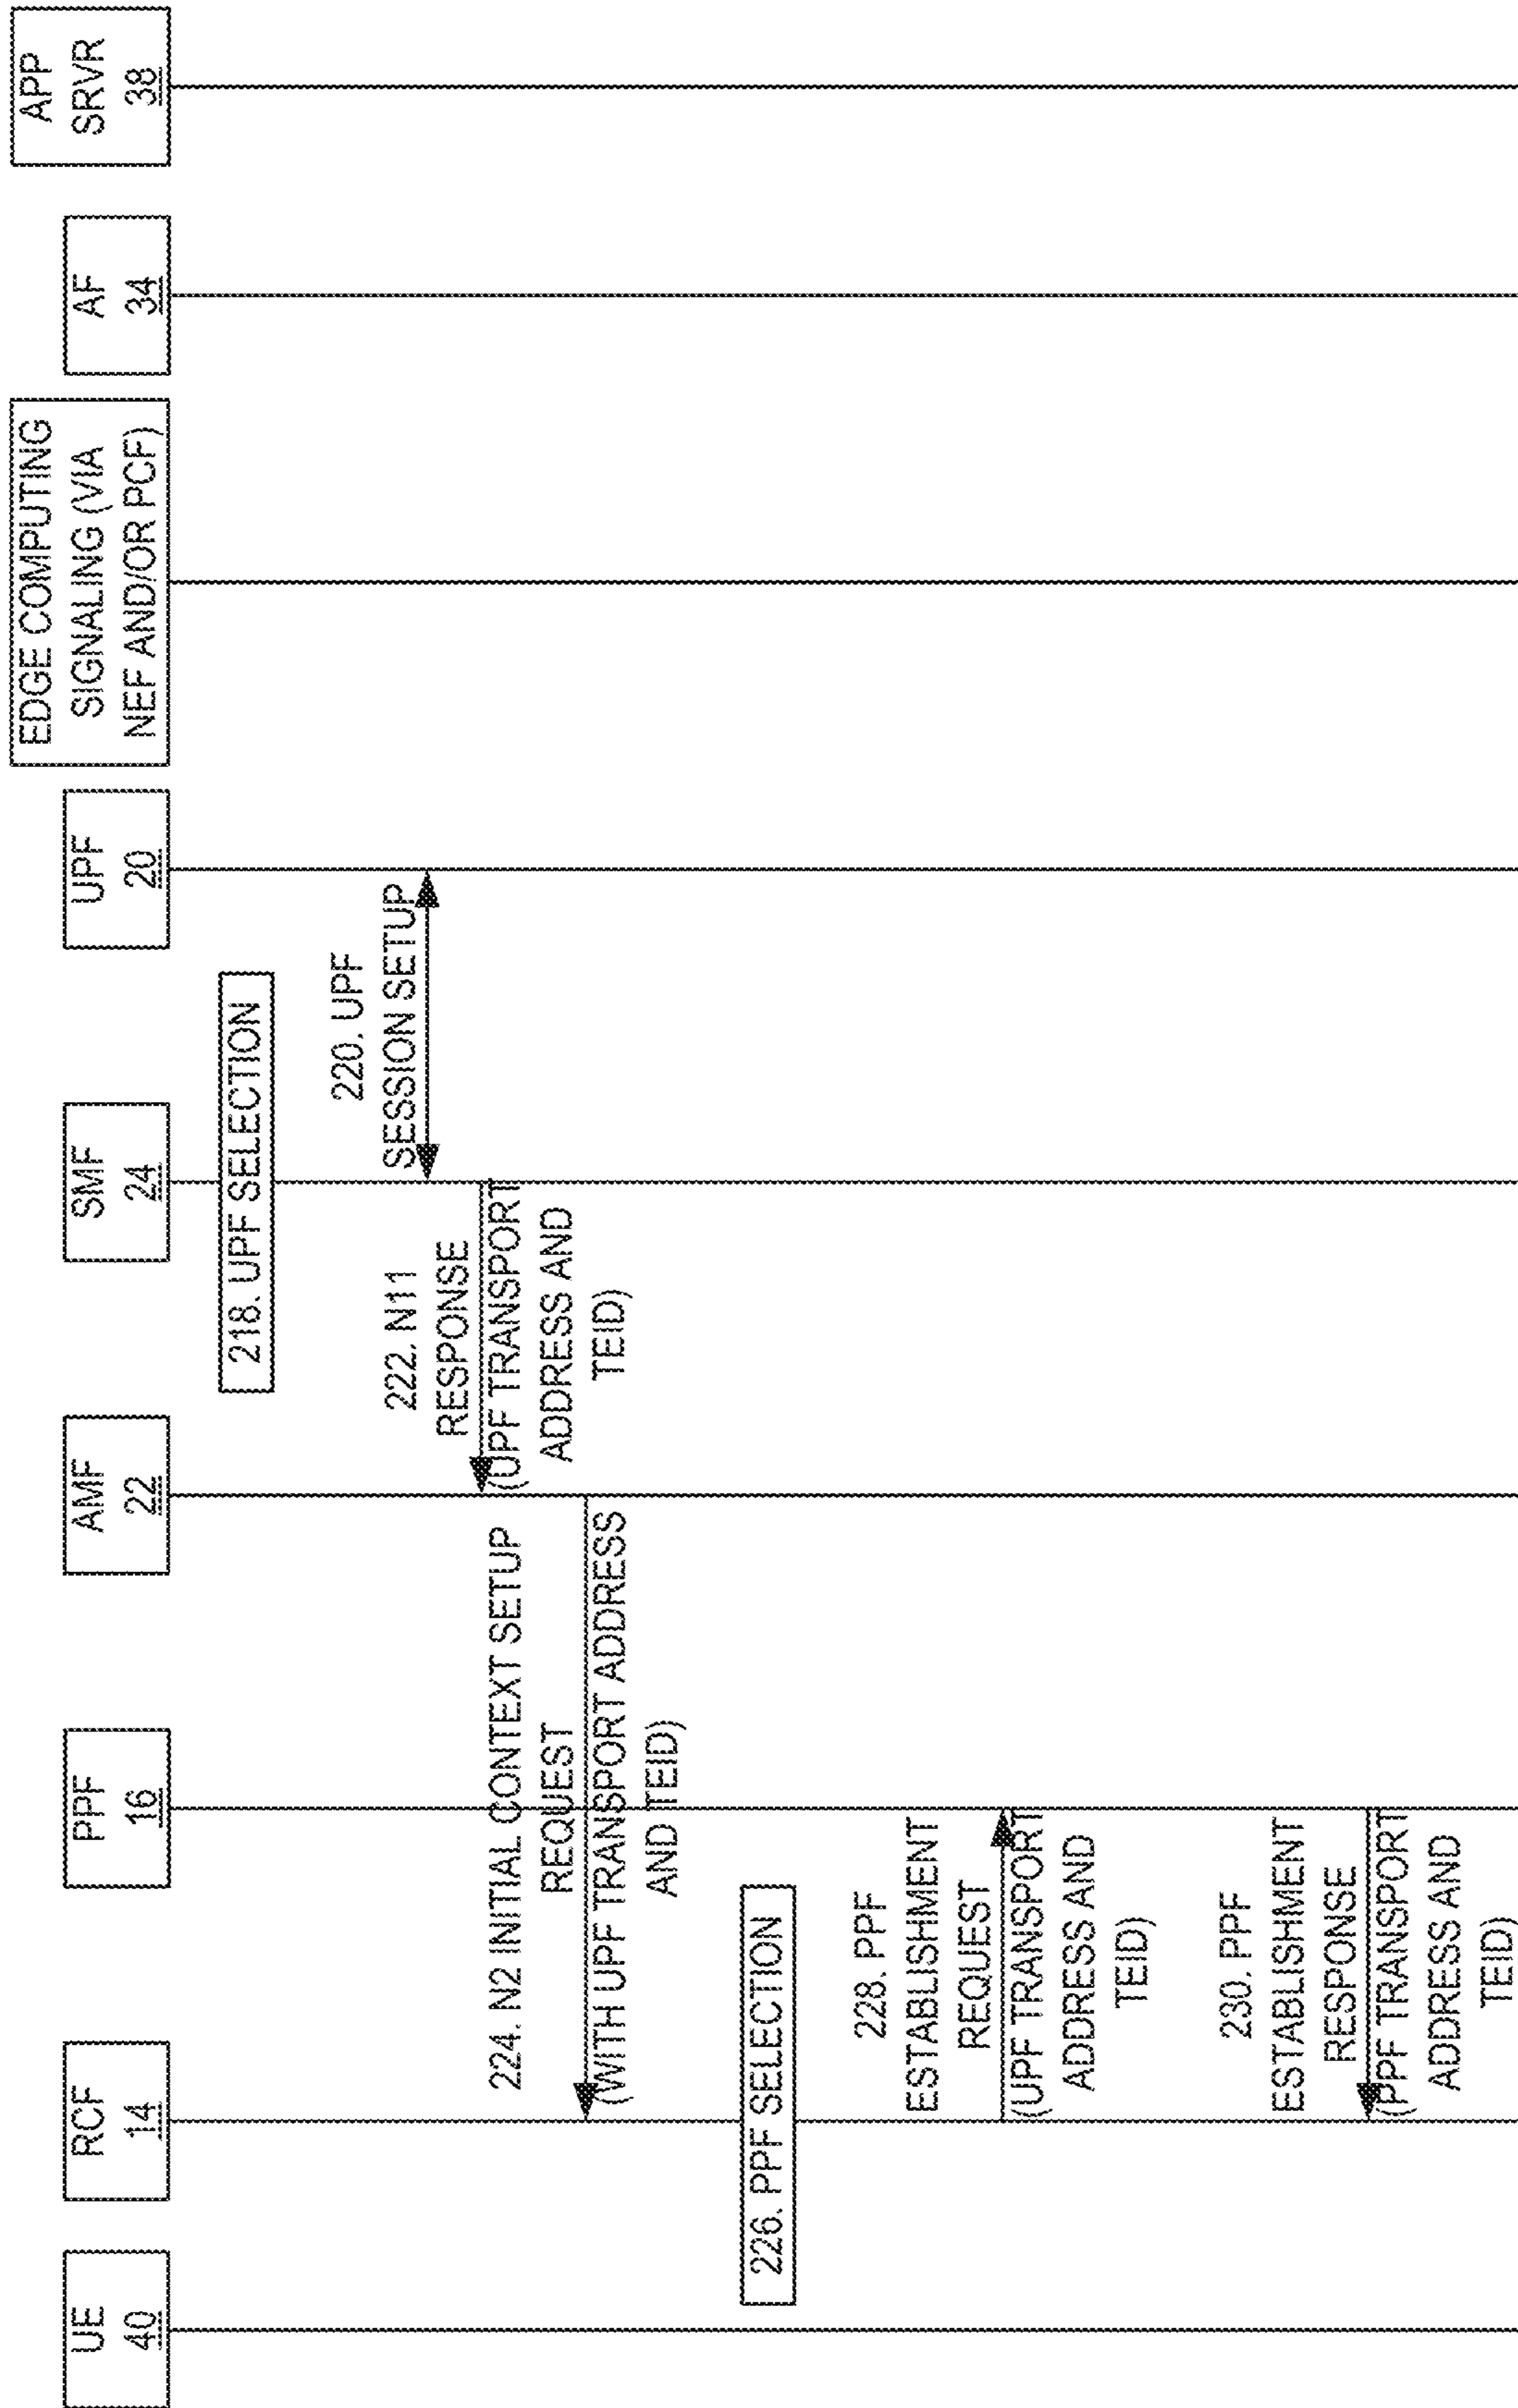 UE
40
RCF
14
PPF
16
AMF
22
SMF
24
UPF
20
EDGE COMPUTING
SIGNALING (VIA
NEF AND/OR PCF)
AF
34
APP
SRVR
38
218. UPF SELECTION
220. UPF
SESSION SETUP
222. N11
RESPONSE
(UPF TRANSPORT
ADDRESS AND
TEID)
224. N2 INITIAL CONTEXT SETUP
REQUEST
(WITH UPF TRANSPORT ADDRESS
AND TEID)
226. PPF SELECTION
228. PPF
ESTABLISHMENT
REQUEST
(UPF TRANSPORT
ADDRESS AND
TEID)
230. PPF
ESTABLISHMENT
RESPONSE
(PPF TRANSPORT
ADDRESS AND
TEID)